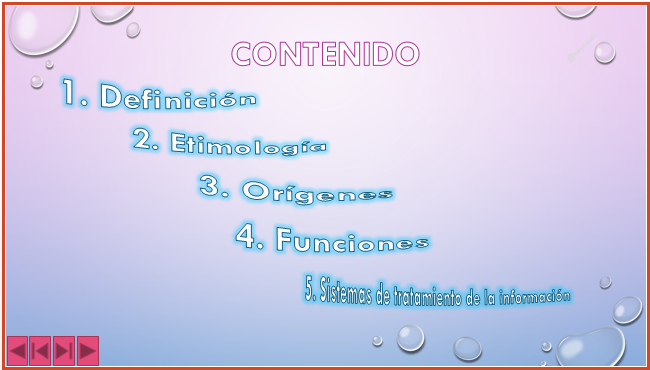 CONTENIDO
1. Definición
2. Etimología
3. Orígenes
4. Funciones
5. Sistemas de tratamiento de la información